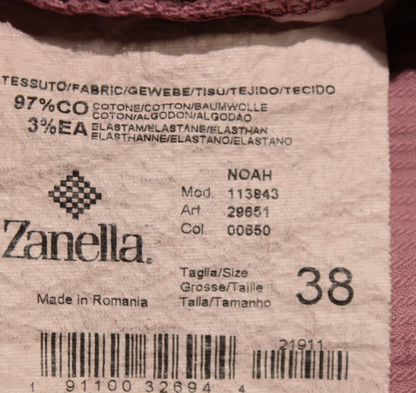 TESSUTO/FABRIC/GEWEBE/TISU/TEJIDO/TECIDO
97%CO COTONE/COTTON/BAUMWOLLE
COTON/ALGODON/ALGODAO
3%EA ELASTAM/ELASTANE/ELASTHAN
ELASTHANNE/ELASTANO/ELASTANO
NOAH
Mod. 113843
Art 29651
Col. 00650
Zanella.
Taglia/Size
Grosse/Taille
Talla/Tamanho
38
Made in Romania
21911
1 91100 32694 4